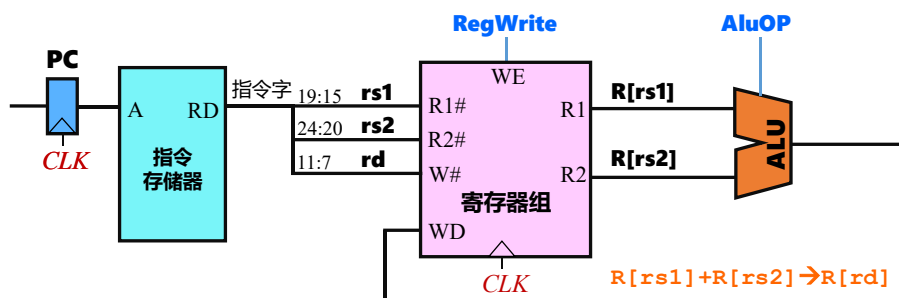 RegWrite
AluOP
PC
WE
指令字
19:15
rs1
R[rs1]
A
RD
R1#
R1
24:20
rs2
R2#
ALU
CLK
指令
存储器
11:7
rd
W#
R[rs2]
R2
寄存器组
WD
CLK
R[rs1]+R[rs2]→R[rd]